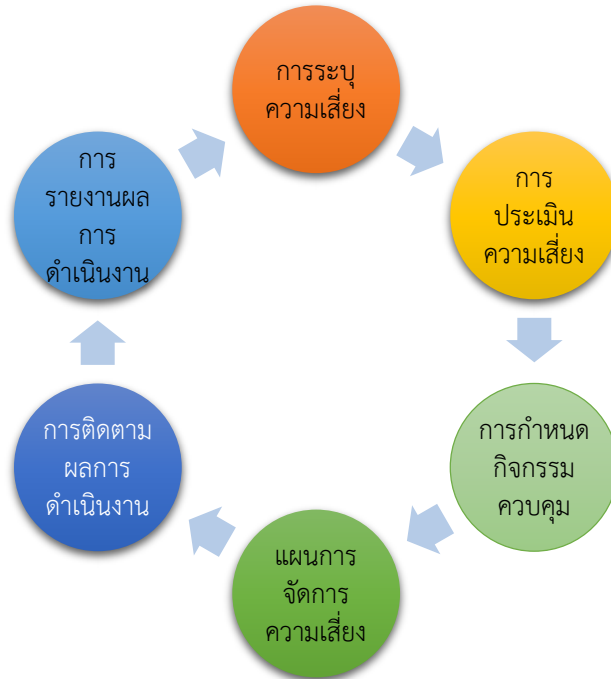 การระบุ
ความเสี่ยง
การ
ประเมิน
ความเสี่ยง
การกำหนด
กิจกรรม
ควบคุม
แผนการ
จัดการ
ความเสี่ยง
การติดตาม
ผลการ
ดำเนินงาน
การ
รายงานผล
การ
ดำเนินงาน